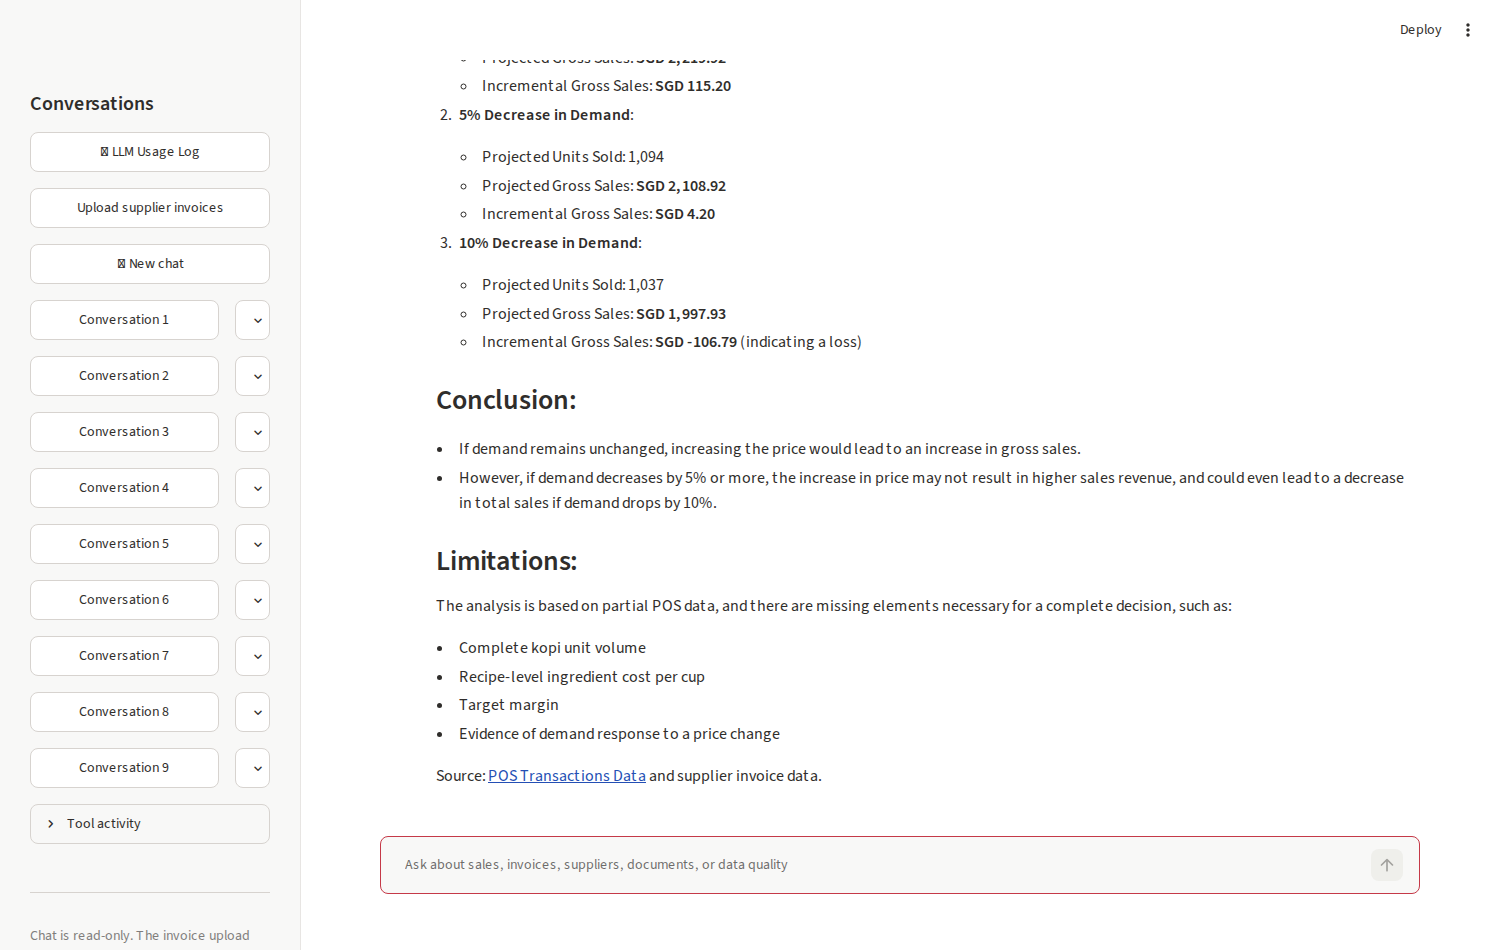 Deploy
Conversations
LLM Usage Log
Upload supplier invoices
New chat
Conversation 1
Conversation 2
Conversation 3
Conversation 4
Conversation 5
Conversation 6
Conversation 7
Conversation 8
Conversation 9
Tool activity
Chat is read-only. The invoice upload
Projected Gross Sales: SGD 2,219.92
Incremental Gross Sales: SGD 115.20
2. 5% Decrease in Demand:
Projected Units Sold: 1,094
Projected Gross Sales: SGD 2,108.92
Incremental Gross Sales: SGD 4.20
3. 10% Decrease in Demand:
Projected Units Sold: 1,037
Projected Gross Sales: SGD 1,997.93
Incremental Gross Sales: SGD -106.79 (indicating a loss)
Conclusion:
If demand remains unchanged, increasing the price would lead to an increase in gross sales.
However, if demand decreases by 5% or more, the increase in price may not result in higher sales revenue, and could even lead to a decrease
in total sales if demand drops by 10%.
Limitations:
The analysis is based on partial POS data, and there are missing elements necessary for a complete decision, such as:
Complete kopi unit volume
Recipe-level ingredient cost per cup
Target margin
Evidence of demand response to a price change
Source: POS Transactions Data and supplier invoice data.
Ask about sales, invoices, suppliers, documents, or data quality